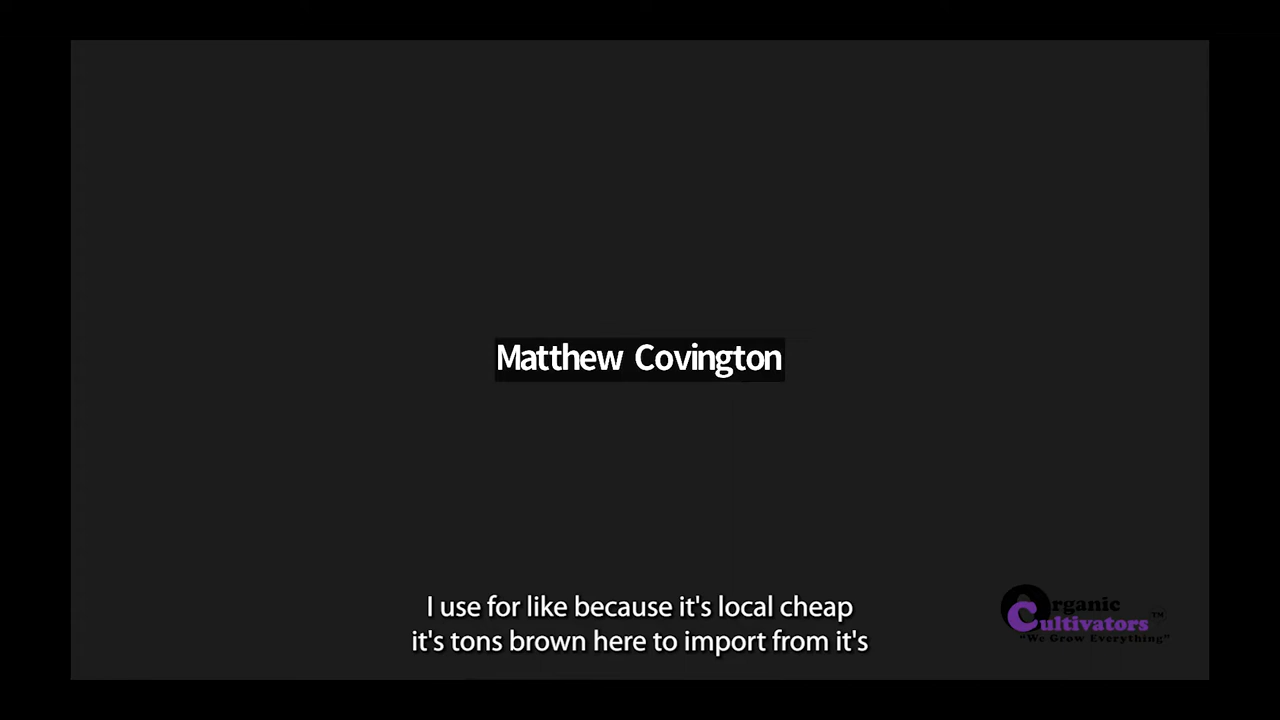 Matthew Covington
I use for like because it's local cheap
it's tons brown here to import from it's
Organic
Cultivators™
"We Grow Everything"